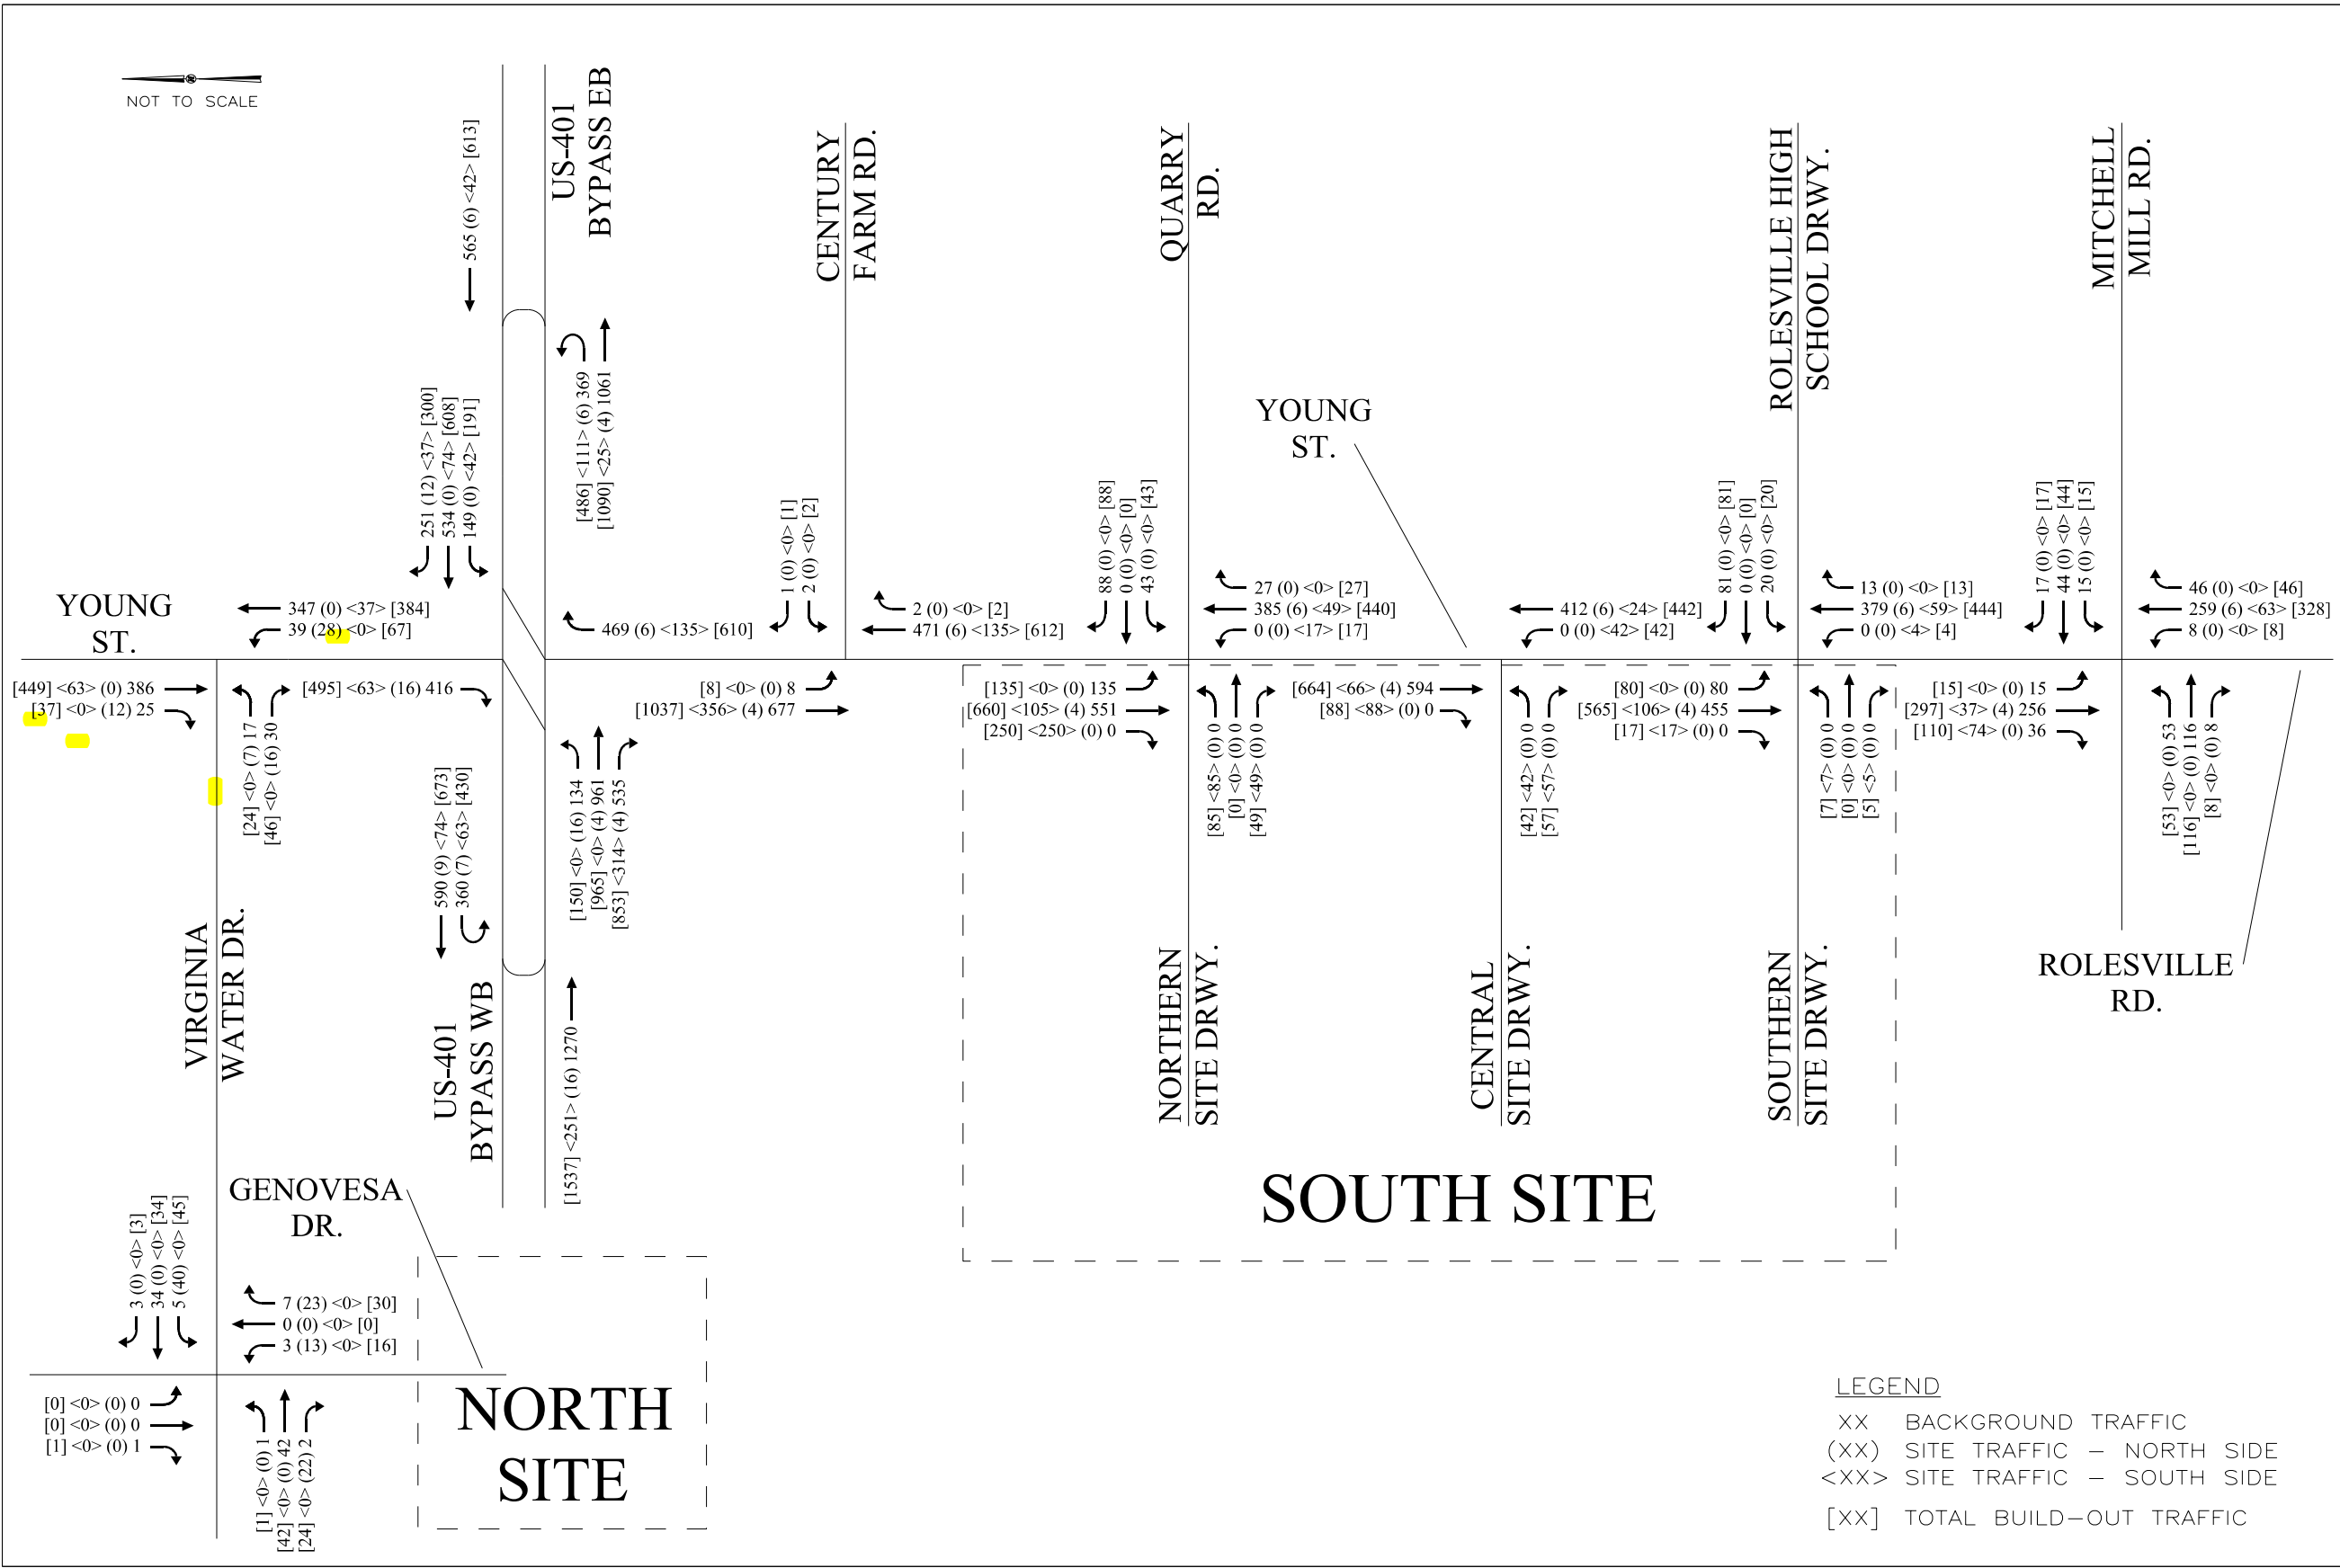 NOT TO SCALE
565 (6) <42> [613]
US-401
BYPASS EB
CENTURY
FARM RD.
QUARRY
RD.
ROLESVILLE HIGH
SCHOOL DRWY.
MITCHELL
MILL RD.
[486] <111> (6) 369
[1090] <25> (4) 1061
251 (12) <37> [300]
534 (0) <74> [608]
149 (0) <42> [191]
YOUNG
ST.
1 (0) <0> [1]
2 (0) <0> [2]
88 (0) <0> [88]
0 (0) <0> [0]
43 (0) <0> [43]
81 (0) <0> [81]
0 (0) <0> [0]
20 (0) <0> [20]
17 (0) <0> [17]
44 (0) <0> [44]
15 (0) <0> [15]
YOUNG
ST.
347 (0) <37> [384]
39 (28) <0> [67]
469 (6) <135> [610]
2 (0) <0> [2]
471 (6) <135> [612]
27 (0) <0> [27]
385 (6) <49> [440]
0 (0) <17> [17]
412 (6) <24> [442]
0 (0) <42> [42]
13 (0) <0> [13]
379 (6) <59> [444]
0 (0) <4> [4]
46 (0) <0> [46]
259 (6) <63> [328]
8 (0) <0> [8]
[449] <63> (0) 386
[37] <0> (12) 25
[24] <0> (7) 17
[46] <0> (16) 30
[495] <63> (16) 416
[8] <0> (0) 8
[1037] <356> (4) 677
[135] <0> (0) 135
[660] <105> (4) 551
[250] <250> (0) 0
[85] <85> (0) 0
[0] <0> (0) 0
[49] <49> (0) 0
[664] <66> (4) 594
[88] <88> (0) 0
[42] <42> (0) 0
[57] <57> (0) 0
[80] <0> (0) 80
[565] <106> (4) 455
[17] <17> (0) 0
[7] <7> (0) 0
[0] <0> (0) 0
[5] <5> (0) 0
[15] <0> (0) 15
[297] <37> (4) 256
[110] <74> (0) 36
[53] <0> (0) 53
[116] <0> (0) 116
[8] <0> (0) 8
590 (9) <74> [673]
360 (7) <63> [430]
[150] <0> (16) 134
[965] <0> (4) 961
[853] <314> (4) 535
VIRGINIA
WATER DR.
US-401
BYPASS WB
[1537] <251> (16) 1270
NORTHERN
SITE DRWY.
CENTRAL
SITE DRWY.
SOUTHERN
SITE DRWY.
ROLESVILLE
RD.
SOUTH SITE
GENOVESA
DR.
3 (0) <0> [3]
34 (0) <0> [34]
5 (40) <0> [45]
7 (23) <0> [30]
0 (0) <0> [0]
3 (13) <0> [16]
[0] <0> (0) 0
[0] <0> (0) 0
[1] <0> (0) 1
[1] <0> (0) 1
[42] <0> (0) 42
[24] <0> (22) 2
NORTH
SITE
LEGEND
XX BACKGROUND TRAFFIC
(XX) SITE TRAFFIC – NORTH SIDE
<XX> SITE TRAFFIC – SOUTH SIDE
[XX] TOTAL BUILD–OUT TRAFFIC